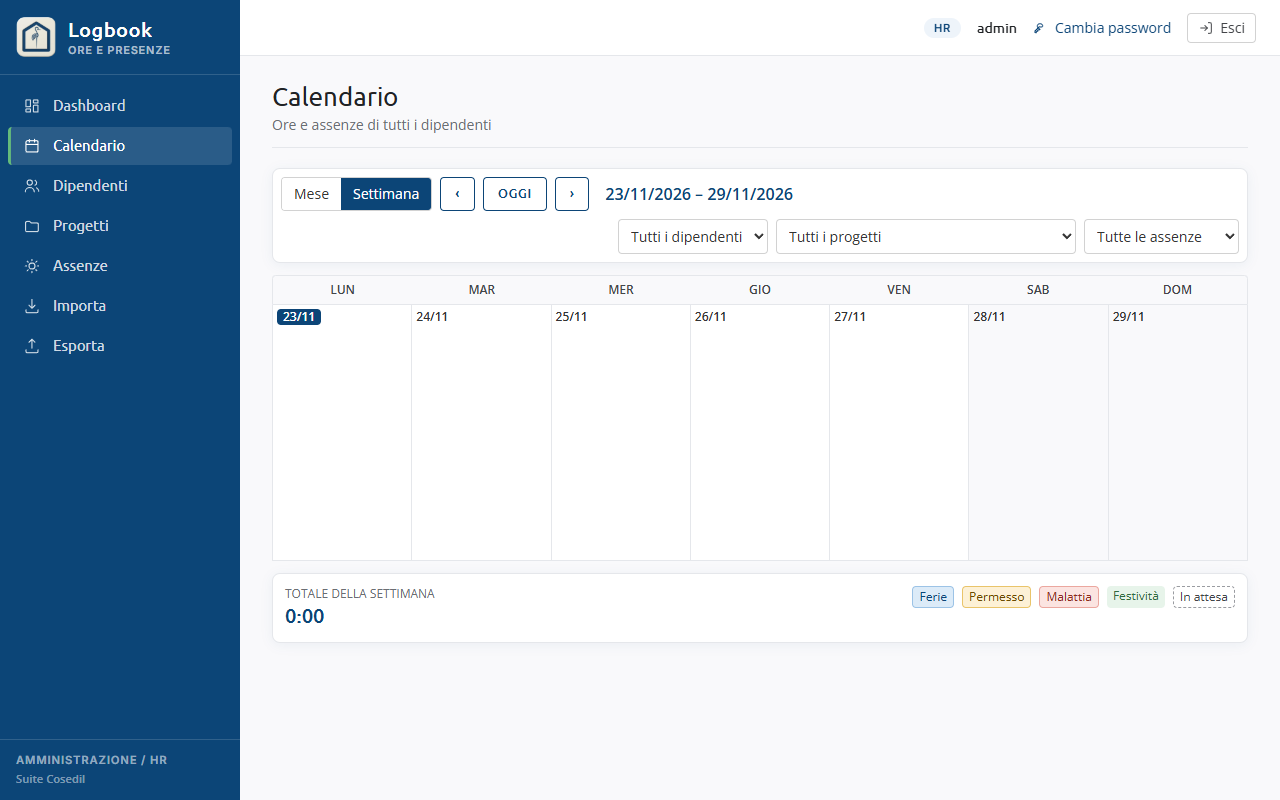 Logbook
ORE E PRESENZE
HR
admin
Cambia password
Esci
Dashboard
Calendario
Dipendenti
Progetti
Assenze
Importa
Esporta
AMMINISTRAZIONE / HR
Suite Cosedil
Calendario
Ore e assenze di tutti i dipendenti
Mese
Settimana
‹
OGGI
›
23/11/2026 – 29/11/2026
Tutti i dipendenti
Tutti i progetti
Tutte le assenze
LUN
MAR
MER
GIO
VEN
SAB
DOM
23/11
24/11
25/11
26/11
27/11
28/11
29/11
TOTALE DELLA SETTIMANA
0:00
Ferie
Permesso
Malattia
Festività
In attesa